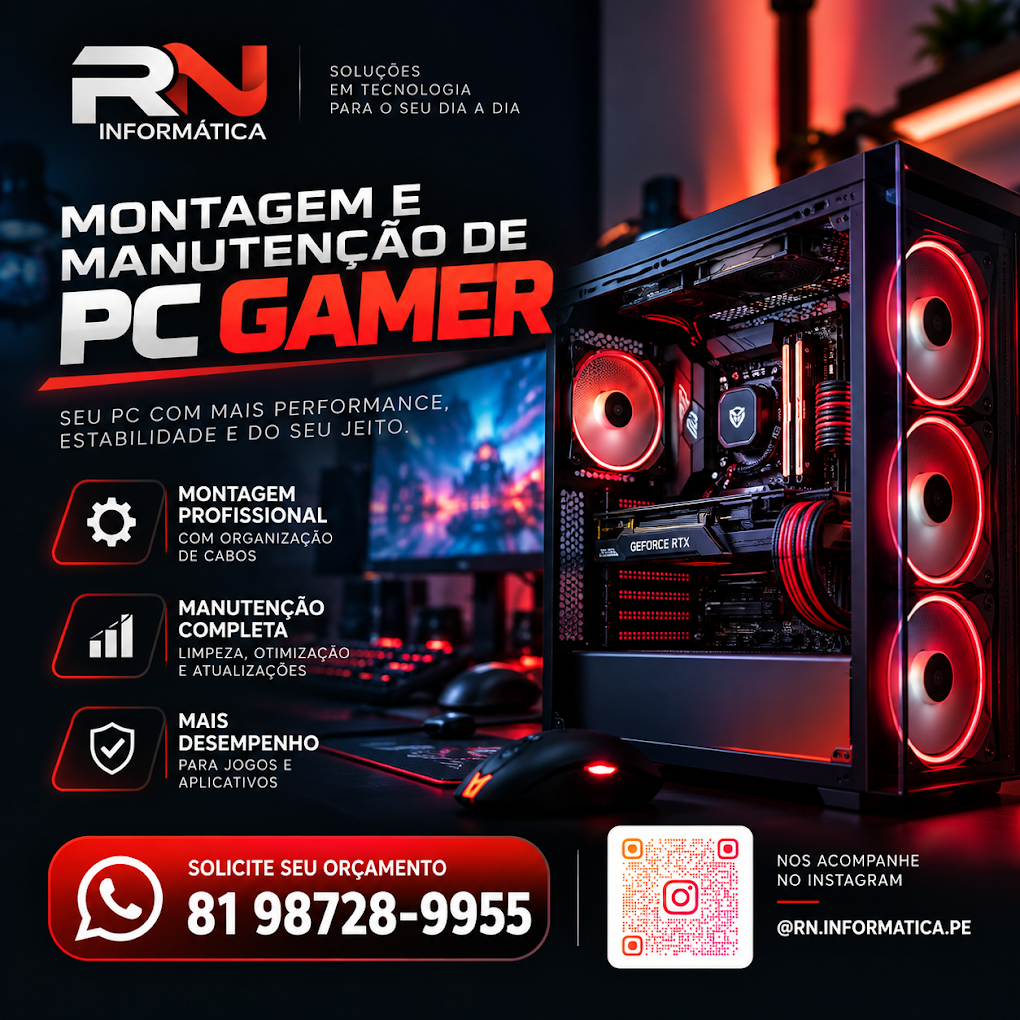 RN
INFORMÁTICA
SOLUÇÕES
EM TECNOLOGIA
PARA O SEU DIA A DIA
MONTAGEM E
MANUTENÇÃO DE
PC GAMER
SEU PC COM MAIS PERFORMANCE,
ESTABILIDADE E DO SEU JEITO.
MONTAGEM
PROFISSIONAL
COM ORGANIZAÇÃO
DE CABOS
MANUTENÇÃO
COMPLETA
LIMPEZA, OTIMIZAÇÃO
E ATUALIZAÇÕES
MAIS
DESEMPENHO
PARA JOGOS E
APLICATIVOS
GEFORCE RTX
SOLICITE SEU ORÇAMENTO
81 98728-9955
NOS ACOMPANHE
NO INSTAGRAM
@RN.INFORMATICA.PE